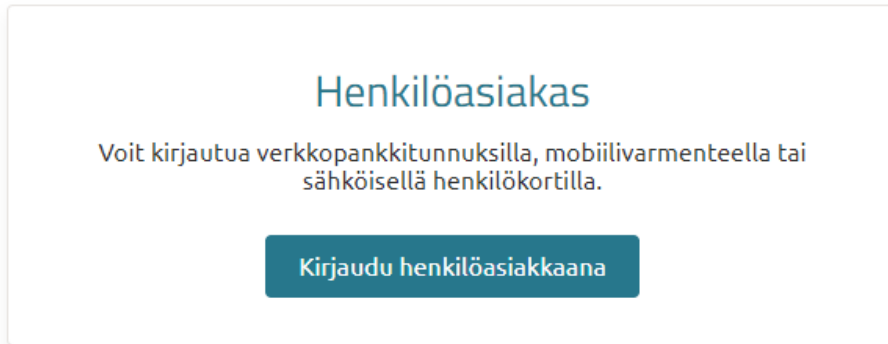 Henkilöasiakas
Voit kirjautua verkkopankkitunnuksilla, mobiilivarmenteella tai
sähköisellä henkilökortilla.
Kirjaudu henkilöasiakkaana